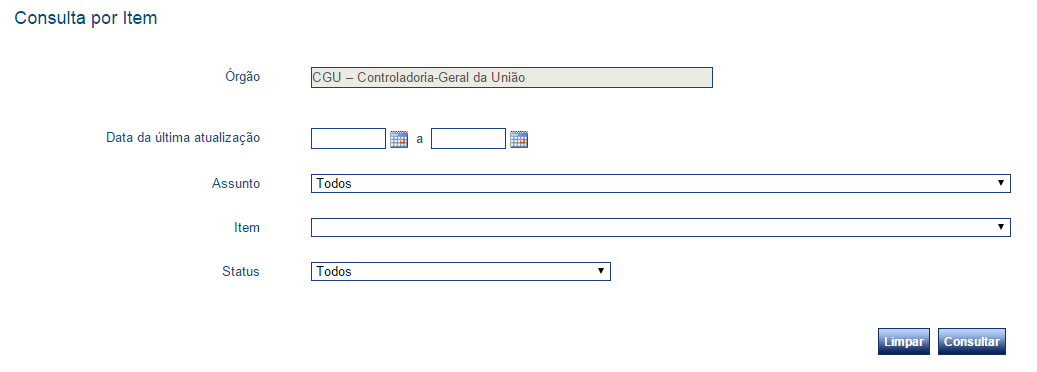 Consulta por Item
Órgão CGU – Controladoria-Geral da União
Data da última atualização a
Assunto Todos
Item
Status Todos
Limpar Consultar